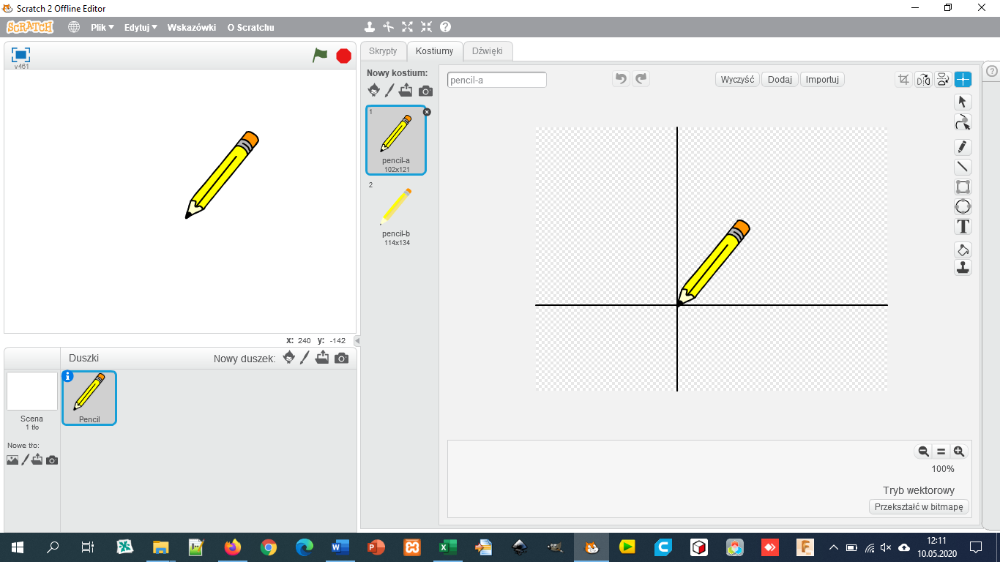 Scratch 2 Offline Editor
SCRATCH
Plik
Edytuj
Wskazówki
O Scratchu
v461
Skrypty
Kostiumy
Dźwięki
Nowy kostium:
pencil-a
Wyczyść
Dodaj
Importuj
1
pencil-a
102x121
2
pencil-b
114x134
x: 240 y: -142
Duszki
Nowy duszek:
Scena
1 tło
Nowe tło:
Pencil
T
100%
Tryb wektorowy
Przekształć w bitmapę
12:11
10.05.2020